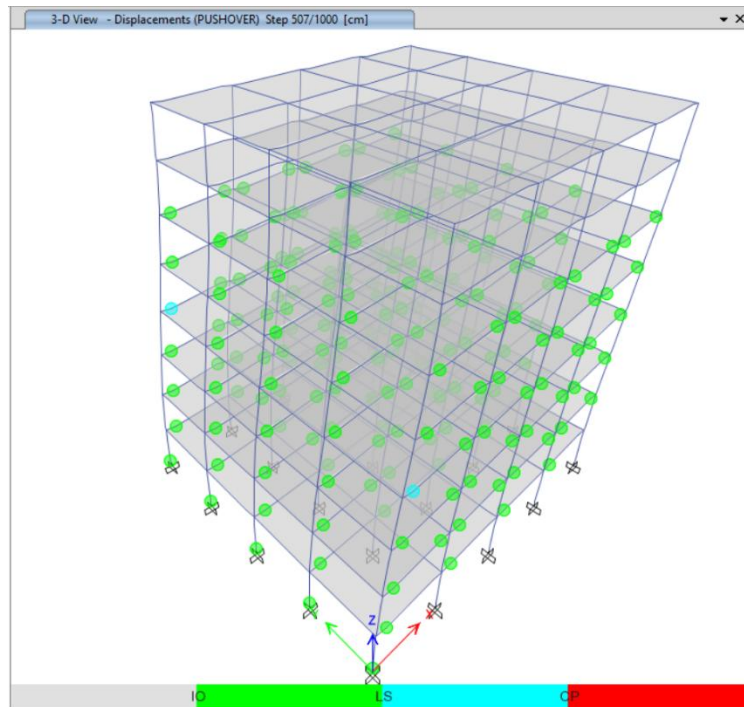 3-D View - Displacements (PUSHOVER) Step 507/1000 [cm]
Z
X
IO LS CP